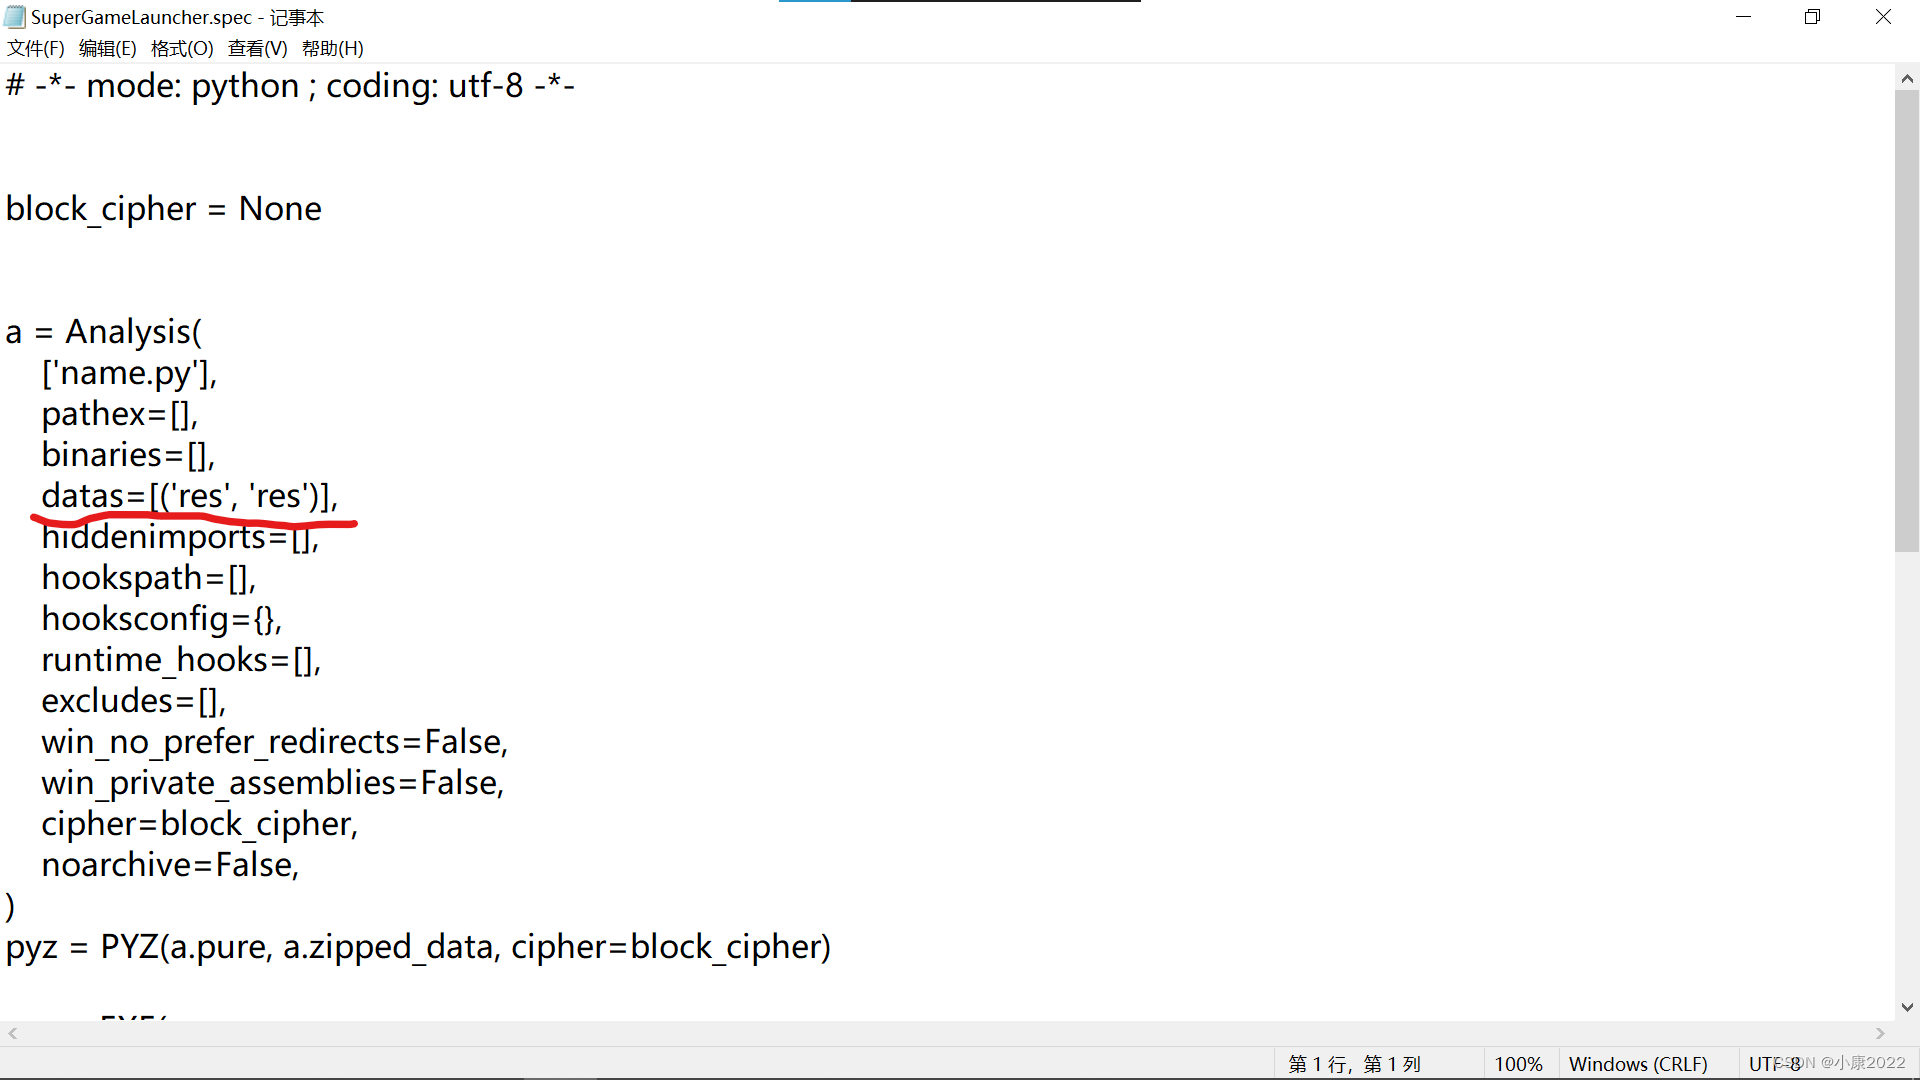 SuperGameLauncher.spec - 记事本
文件(F) 编辑(E) 格式(O) 查看(V) 帮助(H)
# -*- mode: python ; coding: utf-8 -*-
block_cipher = None
a = Analysis(
['name.py'],
pathex=[],
binaries=[],
datas=[('res', 'res')],
hiddenimports=[],
hookspath=[],
hooksconfig={},
runtime_hooks=[],
excludes=[],
win_no_prefer_redirects=False,
win_private_assemblies=False,
cipher=block_cipher,
noarchive=False,
)
pyz = PYZ(a.pure, a.zipped_data, cipher=block_cipher)
第 1 行，第 1 列 100% Windows (CRLF) UTF-8
CSDN @小康2022